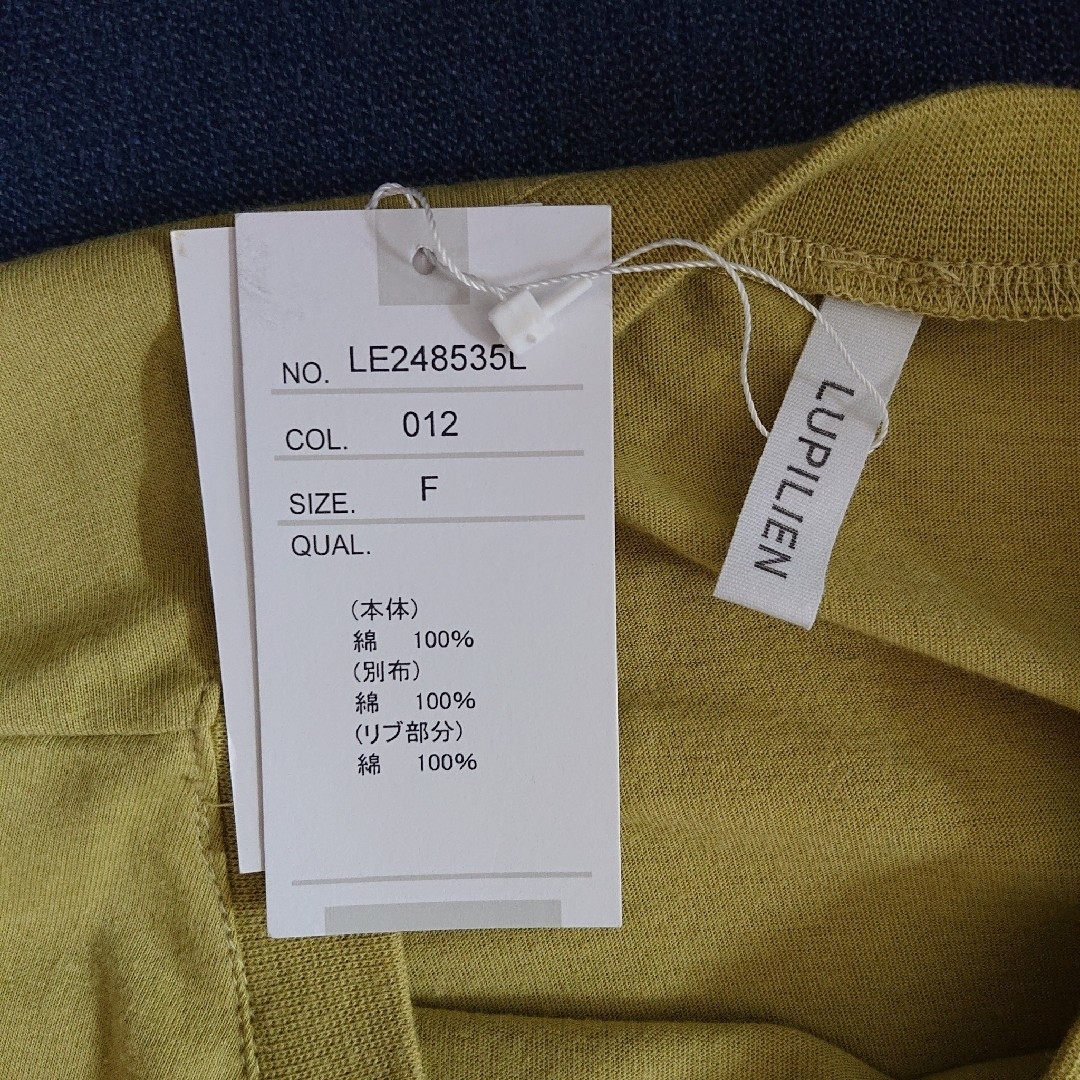 NO. LE248535L
COL. 012
SIZE. F
QUAL.
(本体)
綿 100%
(別布)
綿 100%
(リブ部分)
綿 100%
LUPILIEN